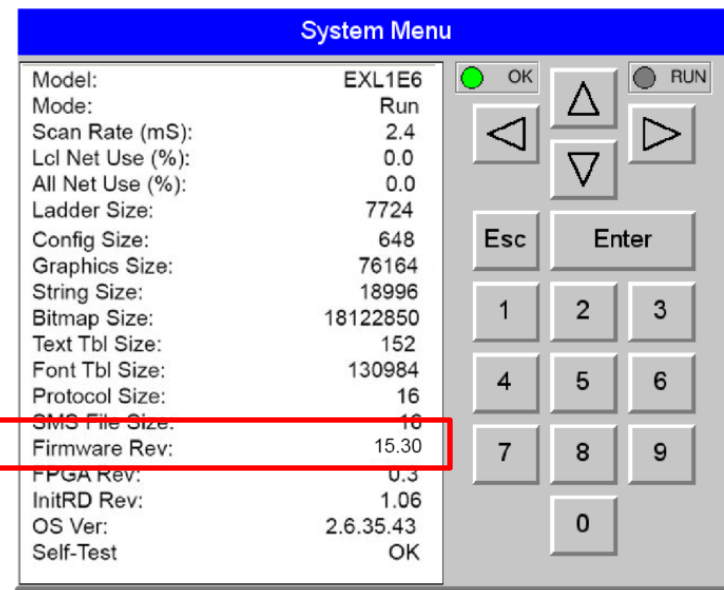 System Menu
Model: EXL1E6
Mode: Run
Scan Rate (mS): 2.4
Lcl Net Use (%): 0.0
All Net Use (%): 0.0
Ladder Size: 7724
Config Size: 648
Graphics Size: 76164
String Size: 18996
Bitmap Size: 18122850
Text Tbl Size: 152
Font Tbl Size: 130984
Protocol Size: 16
SMS File Size: 16
Firmware Rev: 15.30
FPGA Rev: 0.3
InitRD Rev: 1.06
OS Ver: 2.6.35.43
Self-Test OK
OK RUN
Esc Enter
1 2 3
4 5 6
7 8 9
0